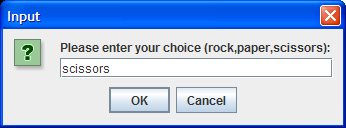 Input
Please enter your choice (rock,paper,scissors):
scissors
OK
Cancel